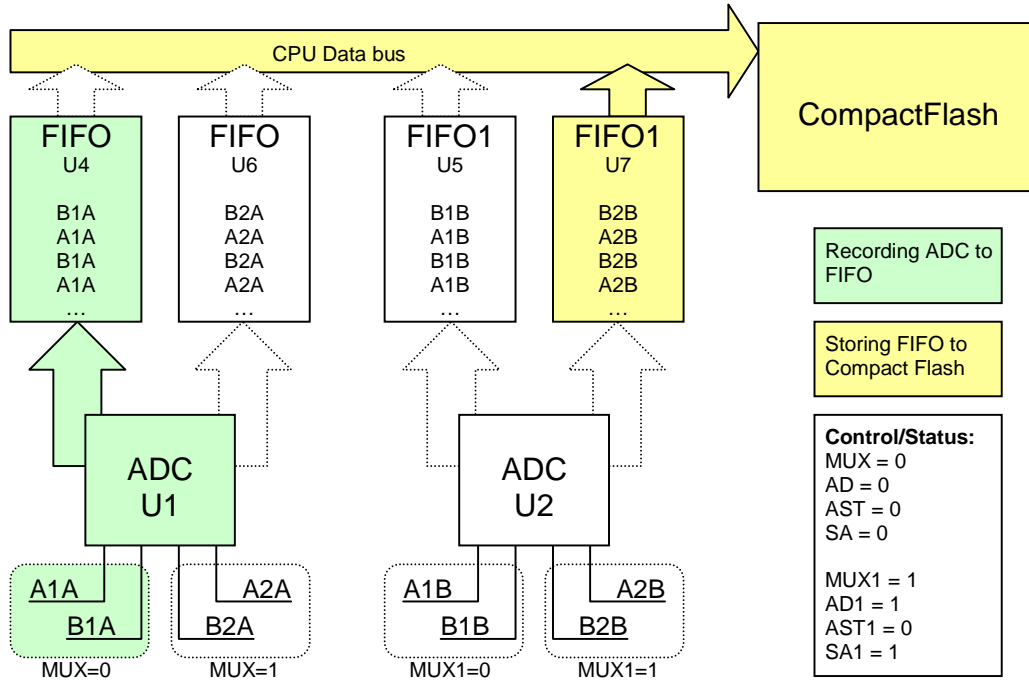 CPU Data bus
CompactFlash
FIFO
U4
B1A
A1A
B1A
A1A
...
FIFO
U6
B2A
A2A
B2A
A2A
...
FIFO1
U5
B1B
A1B
B1B
A1B
...
FIFO1
U7
B2B
A2B
B2B
A2B
...
Recording ADC to
FIFO
Storing FIFO to
Compact Flash
Control/Status:
MUX = 0
AD = 0
AST = 0
SA = 0
MUX1 = 1
AD1 = 1
AST1 = 0
SA1 = 1
ADC
U1
ADC
U2
A1A
B1A
MUX=0
A2A
B2A
MUX=1
A1B
B1B
MUX1=0
A2B
B2B
MUX1=1